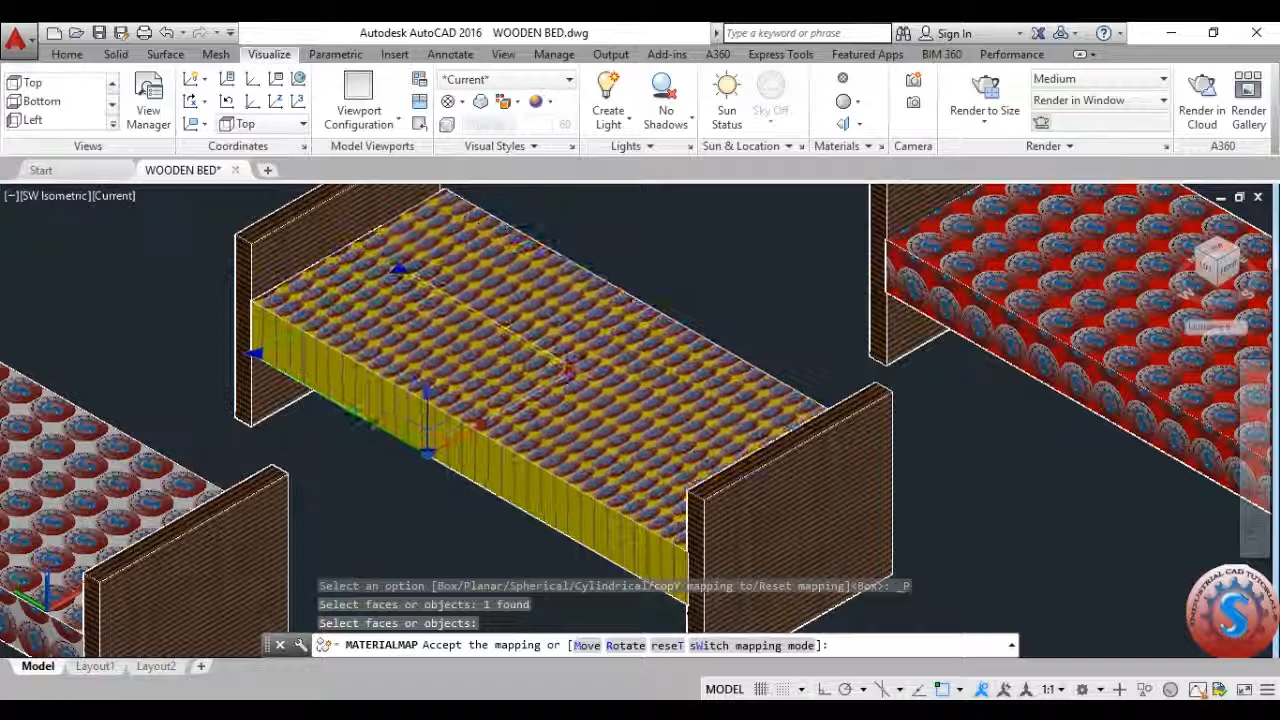 Autodesk AutoCAD 2016 WOODEN BED.dwg
Type a keyword or phrase
Sign In
Home Solid Surface Mesh Visualize Parametric Insert Annotate View Manage Output Add-ins A360 Express Tools Featured Apps BIM 360 Performance
Top
Bottom
Left
View Manager
Views
Top
Coordinates
Viewport Configuration
Model Viewports
*Current*
60
Visual Styles
Create Light
No Shadows
Lights
Sun Status
Sky Off
Sun & Location
Materials
Camera
Render to Size
Medium
Render in Window
Render
Render in Cloud
Render Gallery
A360
Start
WOODEN BED*
[−][SW Isometric][Current]
Select an option [Box/Planar/Spherical/Cylindrical/copY mapping to/Reset mapping]<Box>: _P
Select faces or objects: 1 found
Select faces or objects:
MATERIALMAP Accept the mapping or [Move Rotate reseT sWitch mapping mode]:
Model Layout1 Layout2
MODEL
1:1